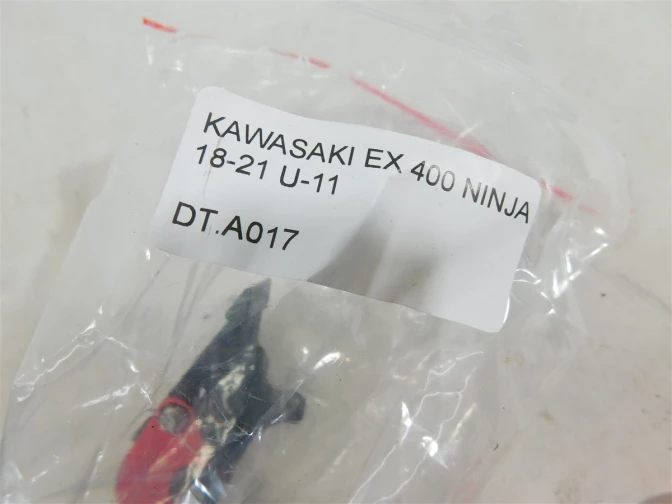 KAWASAKI EX 400 NINJA
18-21 U-11
DT.A017